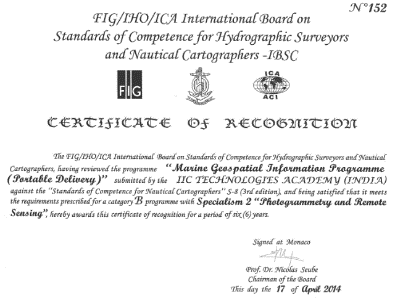 N°152
FIG/IHO/ICA International Board on
Standards of Competence for Hydrographic Surveyors
and Nautical Cartographers -IBSC
FIG
ICA
ACI
CERTIFICATE OF RECOGNITION
The FIG/IHO/ICA International Board on Standards of Competence for Hydrographic Surveyors and Nautical
Cartographers, having reviewed the programme "Marine Geospatial Information Programme
(Portable Delivery)" submitted by the IIC TECHNOLOGIES ACADEMY (INDIA)
against the "Standards of Competence for Nautical Cartographers" S-8 (3rd edition), and being satisfied that it meets
the requirements prescribed for a category B programme with Specialism 2 "Photogrammetry and Remote
Sensing", hereby awards this certificate of recognition for a period of six (6) years.
Signed at Monaco
Prof. Dr. Nicolas Seube
Chairman of the Board
This day the 17 of April 2014